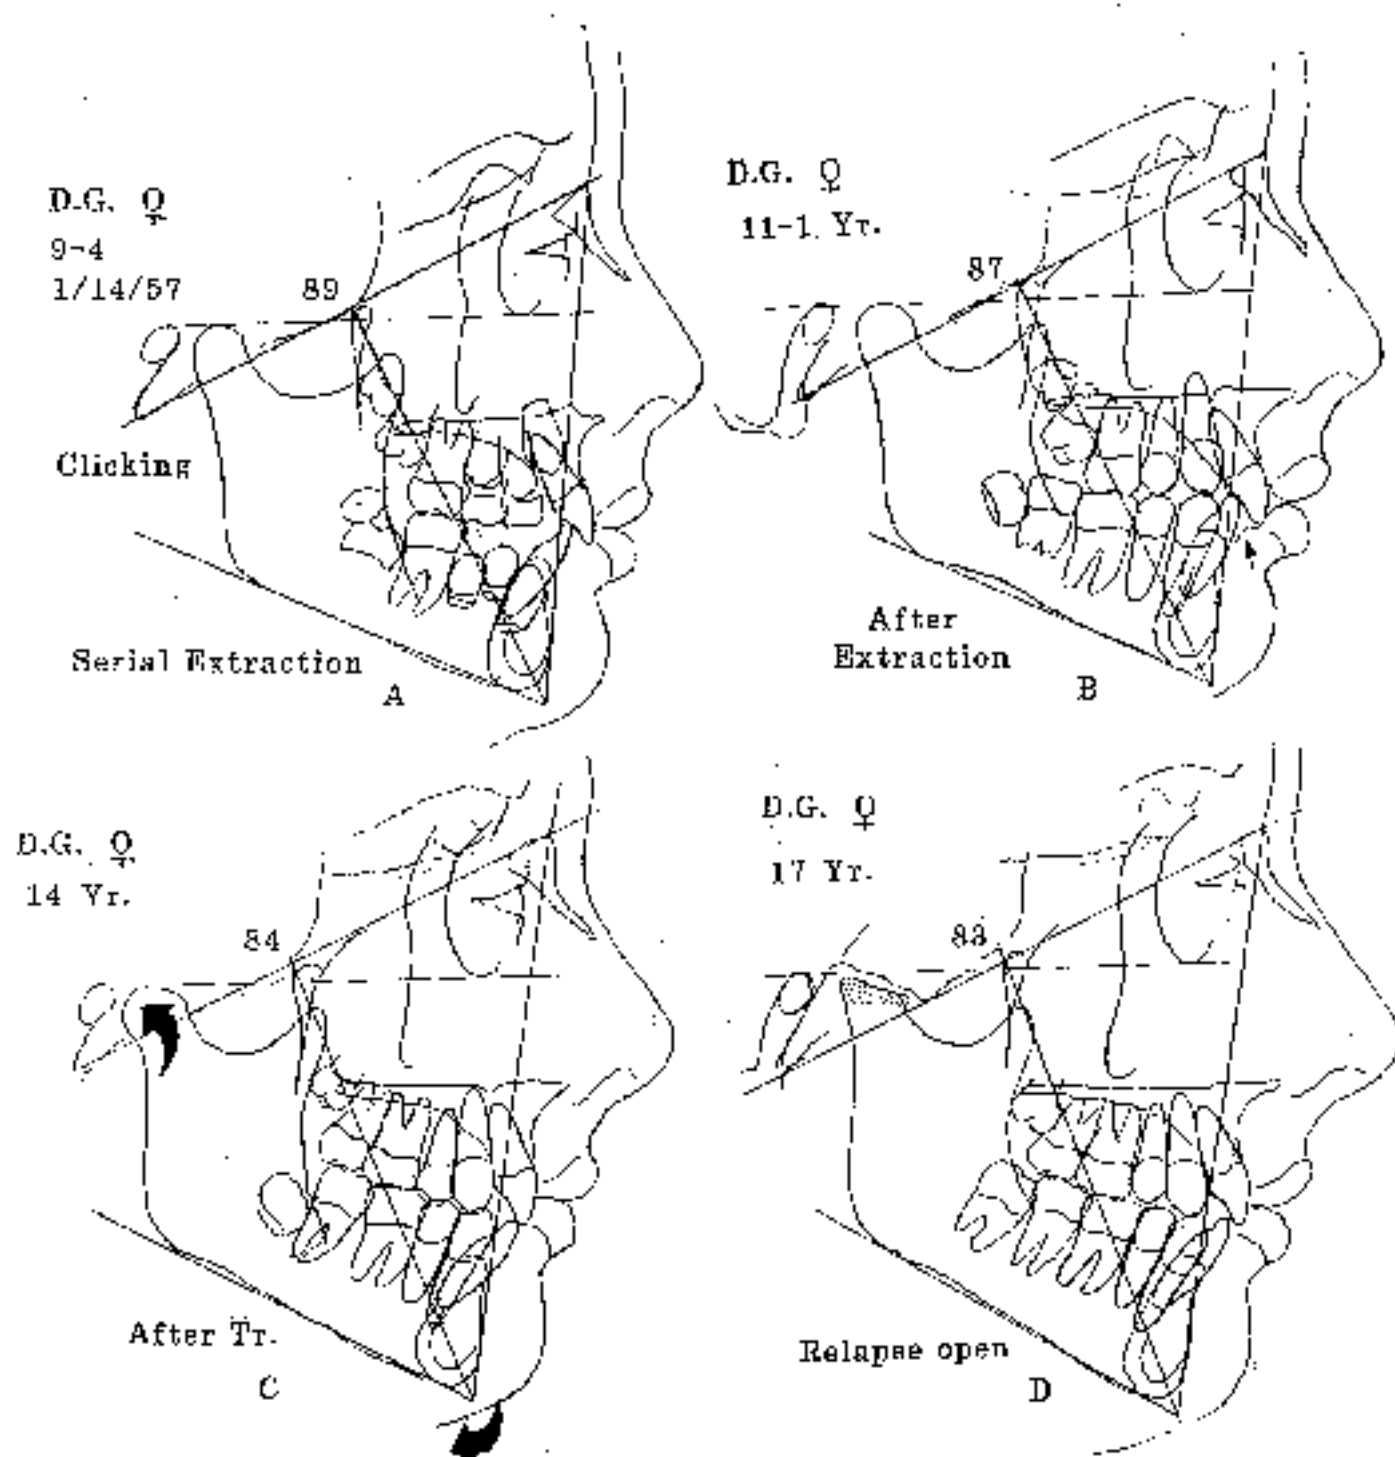 D.G. ♀
9-4
1/14/57
89
Clicking
Serial Extraction
A
D.G. ♀
11-1 Yr.
87
After
Extraction
B
D.G. ♀
14 Yr.
84
After Tr.
C
D.G. ♀
17 Yr.
83
Relapse open
D